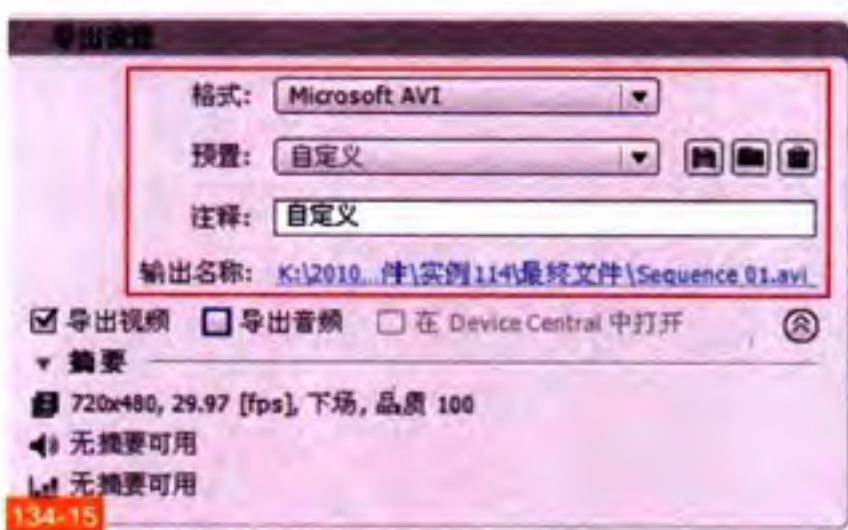 导出设置
格式: Microsoft AVI
预置: 自定义
注释: 自定义
输出名称: K:\2010...件\实例114\最终文件\Sequence 01.avi
导出视频 导出音频 在 Device Central 中打开
摘要
720x480, 29.97 [fps], 下场, 品质 100
无摘要可用
无摘要可用
134-15